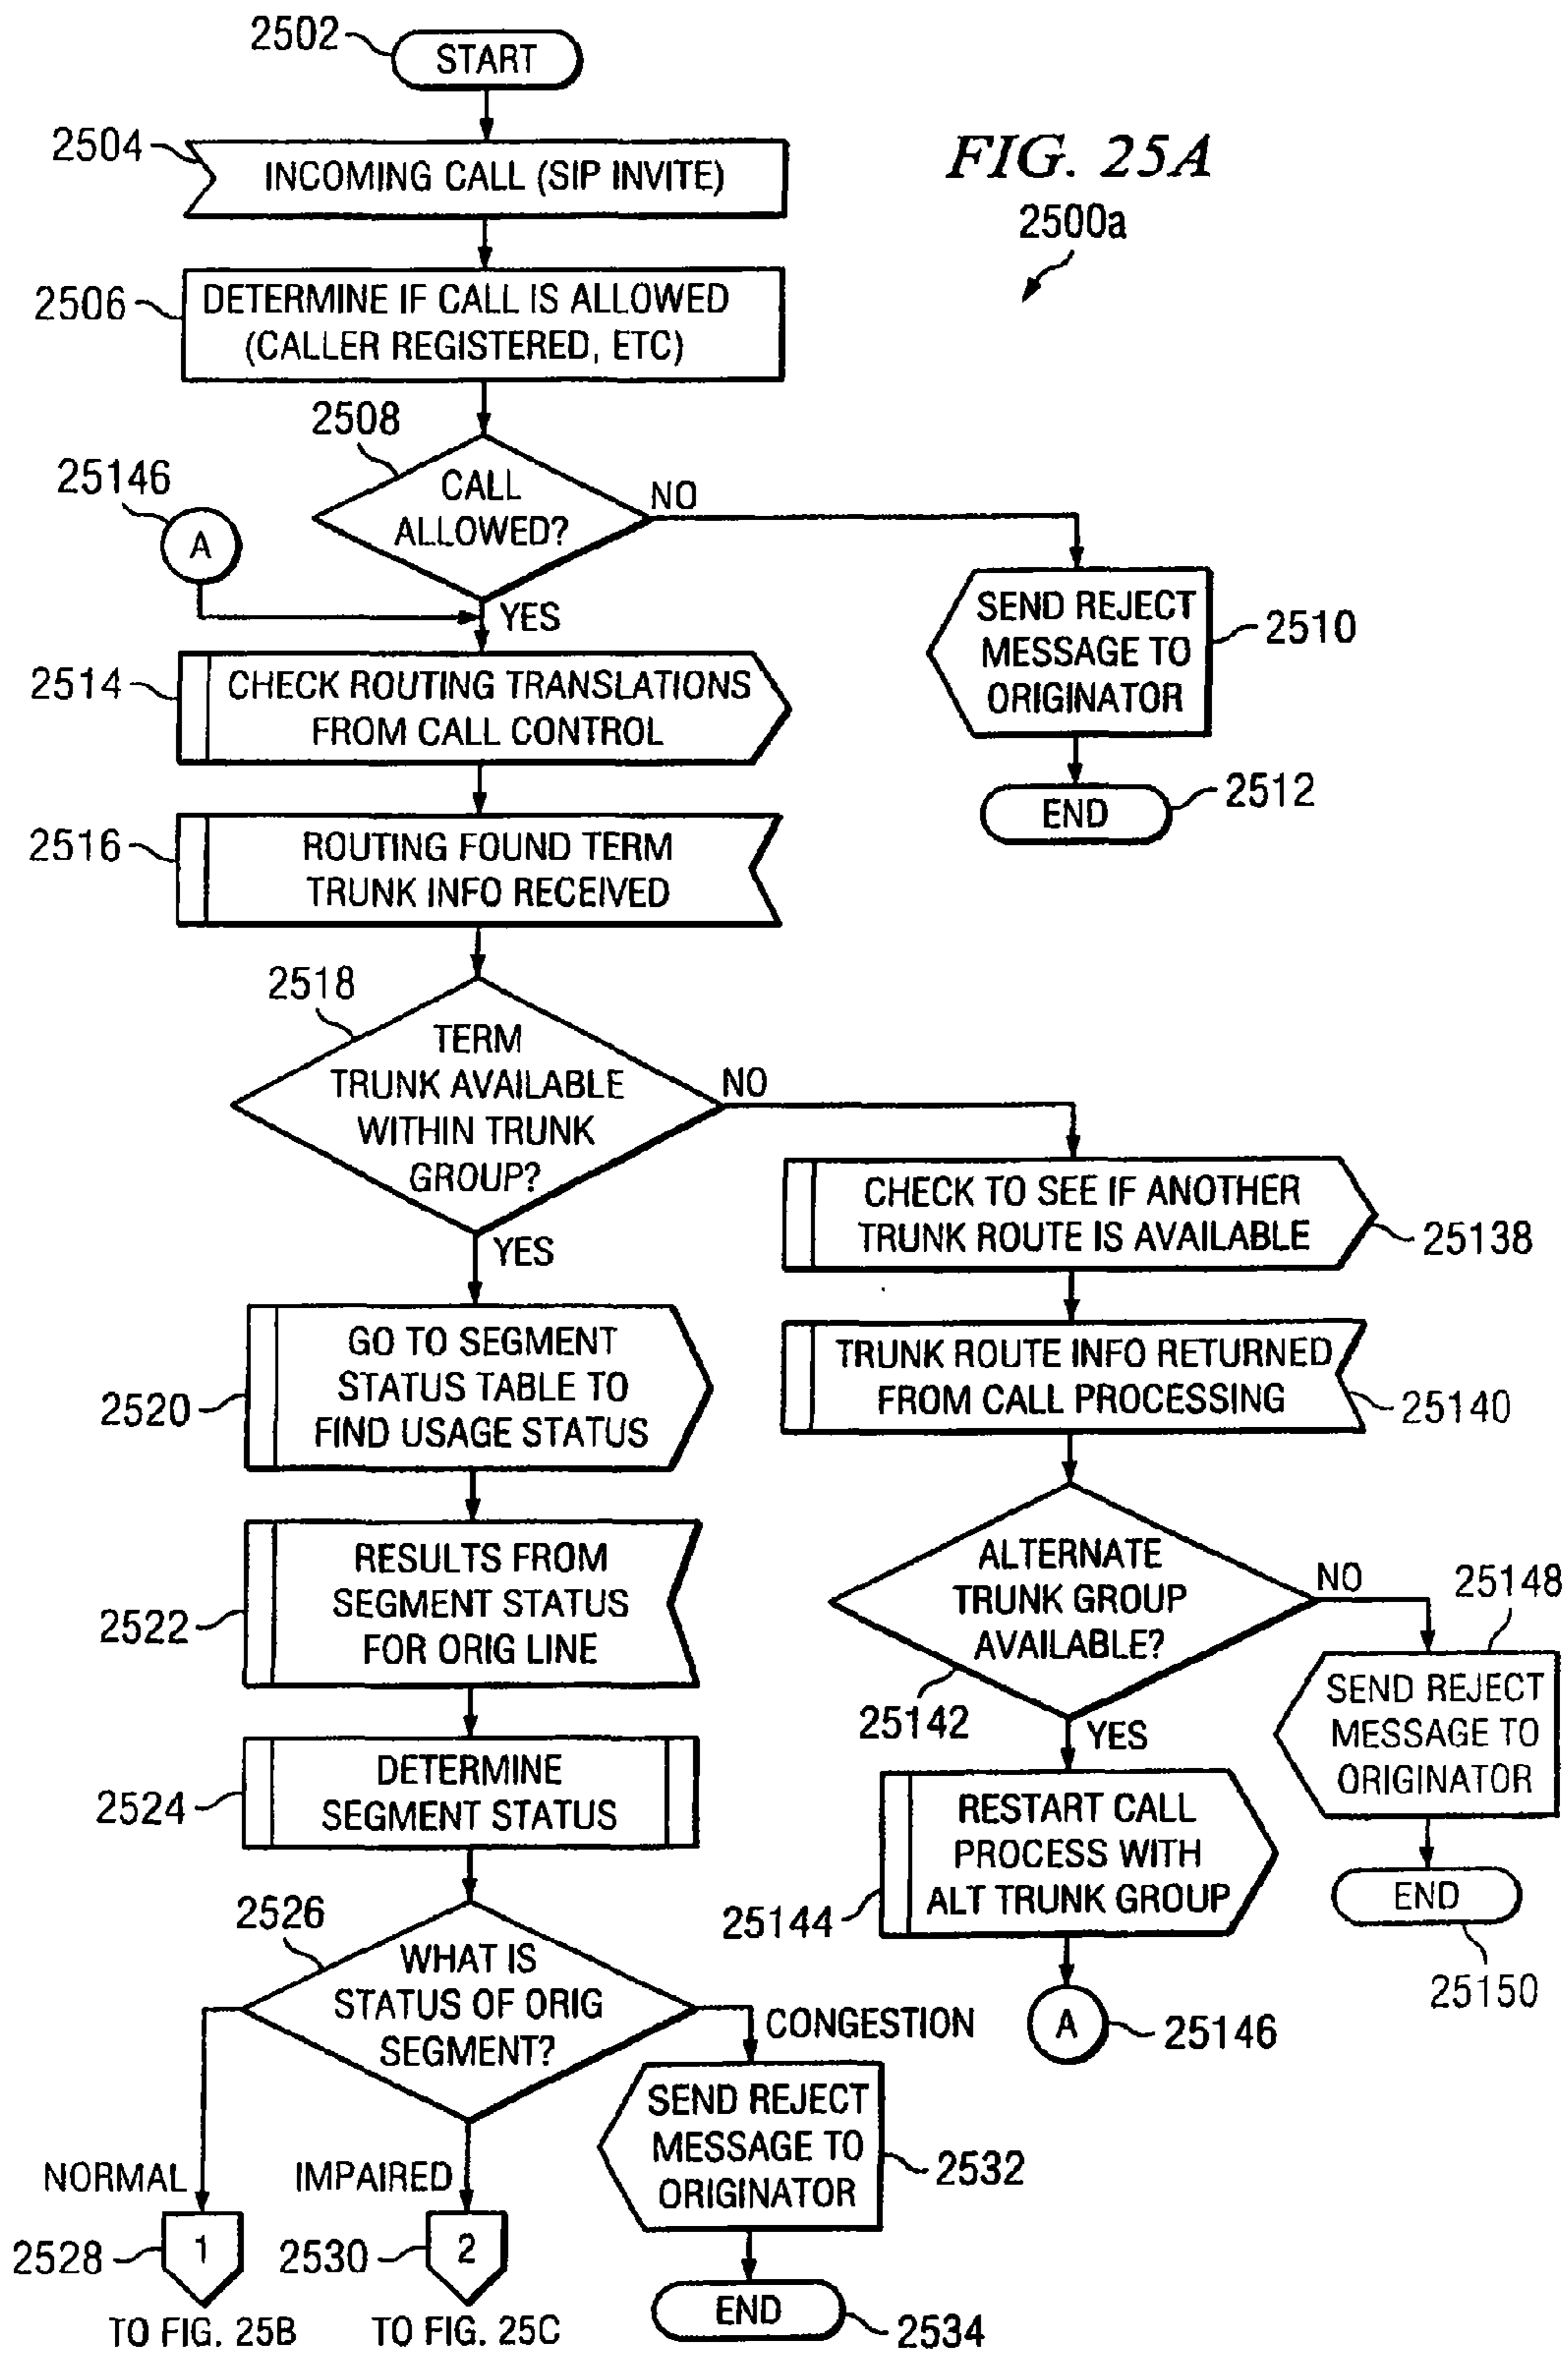 2502
START
FIG. 25A
2500a
2504
INCOMING CALL (SIP INVITE)
2506
DETERMINE IF CALL IS ALLOWED
(CALLER REGISTERED, ETC)
2508
CALL
ALLOWED?
NO
YES
25146
A
SEND REJECT
MESSAGE TO
ORIGINATOR
2510
END
2512
2514
CHECK ROUTING TRANSLATIONS
FROM CALL CONTROL
2516
ROUTING FOUND TERM
TRUNK INFO RECEIVED
2518
TERM
TRUNK AVAILABLE
WITHIN TRUNK
GROUP?
NO
YES
CHECK TO SEE IF ANOTHER
TRUNK ROUTE IS AVAILABLE
25138
TRUNK ROUTE INFO RETURNED
FROM CALL PROCESSING
25140
2520
GO TO SEGMENT
STATUS TABLE TO
FIND USAGE STATUS
2522
RESULTS FROM
SEGMENT STATUS
FOR ORIG LINE
ALTERNATE
TRUNK GROUP
AVAILABLE?
25142
NO
YES
25148
SEND REJECT
MESSAGE TO
ORIGINATOR
END
25150
2524
DETERMINE
SEGMENT STATUS
RESTART CALL
PROCESS WITH
ALT TRUNK GROUP
25144
A
25146
2526
WHAT IS
STATUS OF ORIG
SEGMENT?
CONGESTION
NORMAL
IMPAIRED
SEND REJECT
MESSAGE TO
ORIGINATOR
2532
2528
1
2530
2
TO FIG. 25B
TO FIG. 25C
END
2534